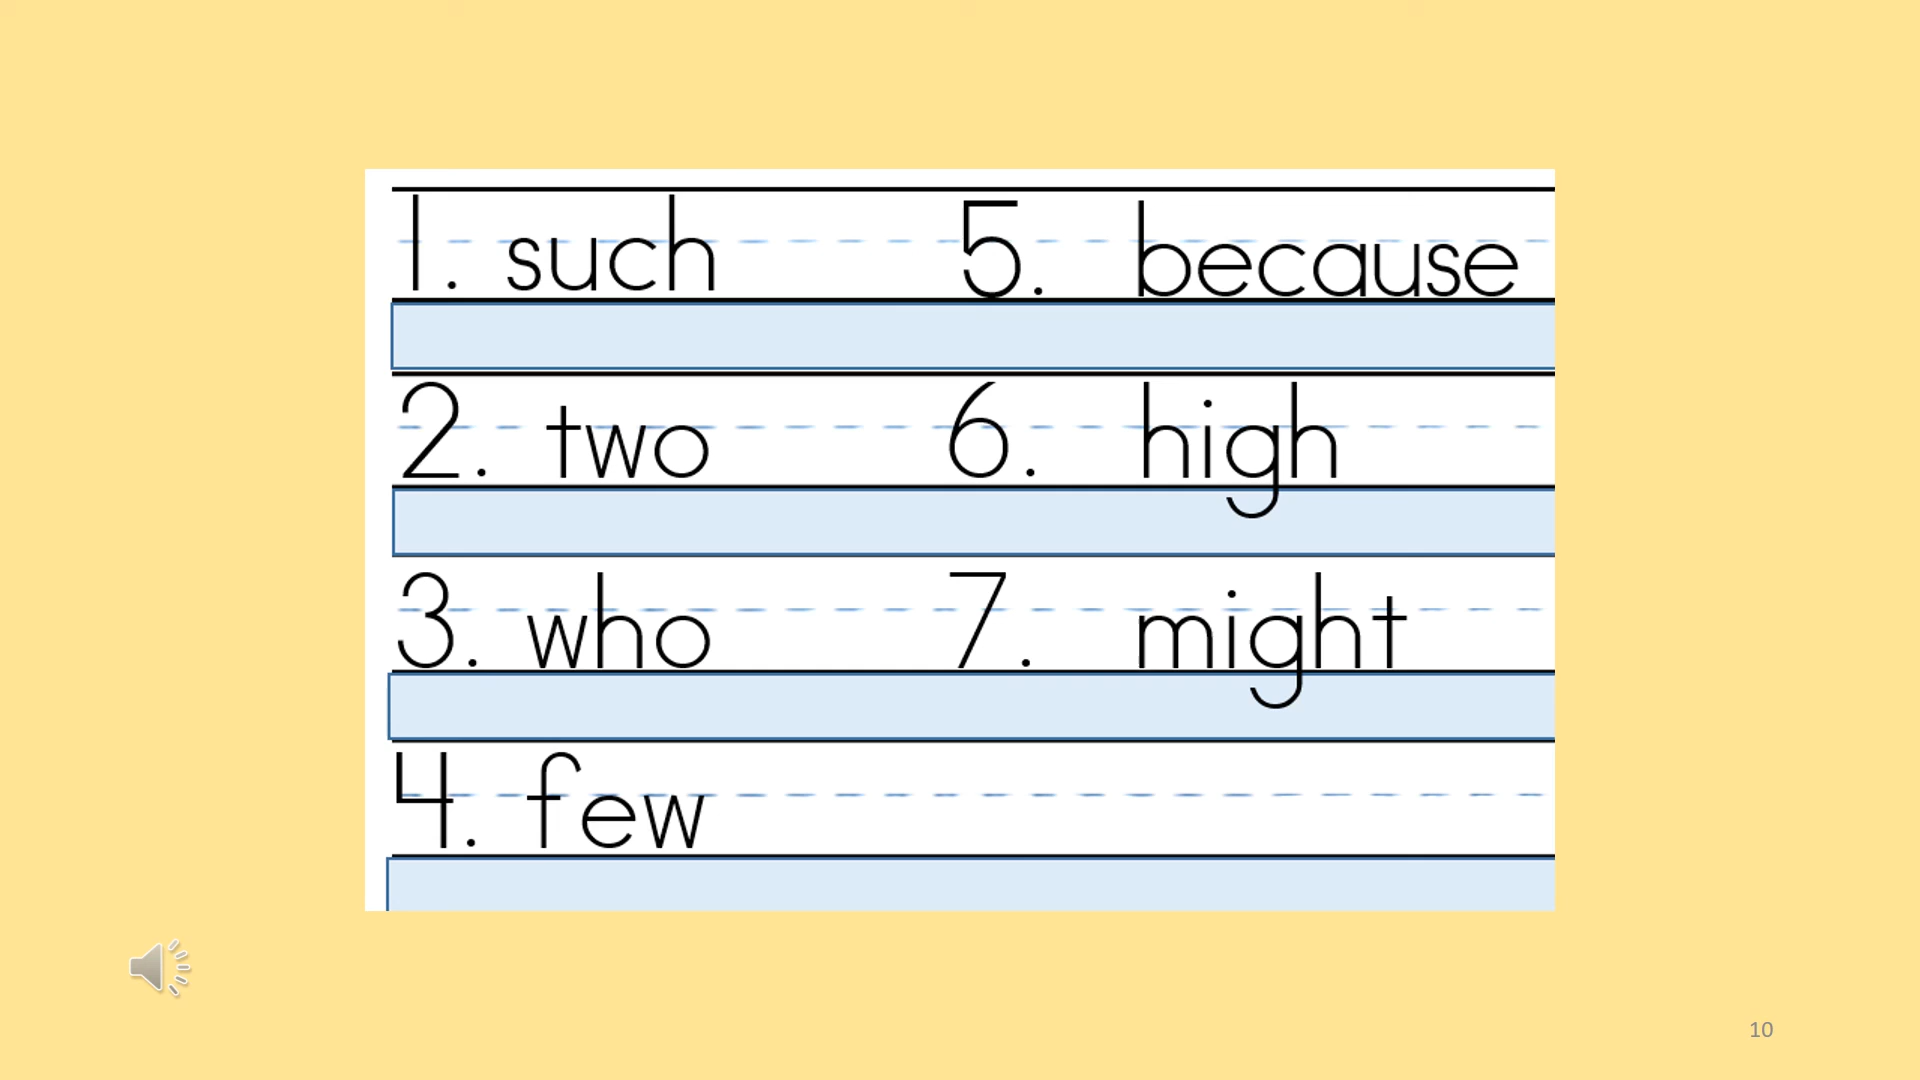 1. such
2. two
3. who
4. few
5. because
6. high
7. might
10